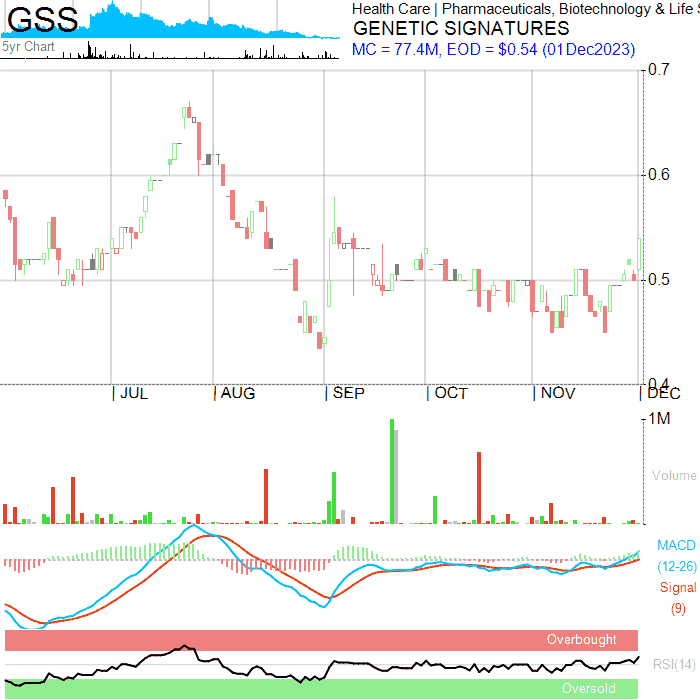 GSS
5yr Chart
Health Care | Pharmaceuticals, Biotechnology & Life
GENETIC SIGNATURES
MC = 77.4M, EOD = $0.54 (01Dec2023)
0.7
0.6
0.5
0.4
JUL
AUG
SEP
OCT
NOV
DEC
1M
Volume
MACD
(12-26)
Signal
(9)
Overbought
RSI(14)
Oversold